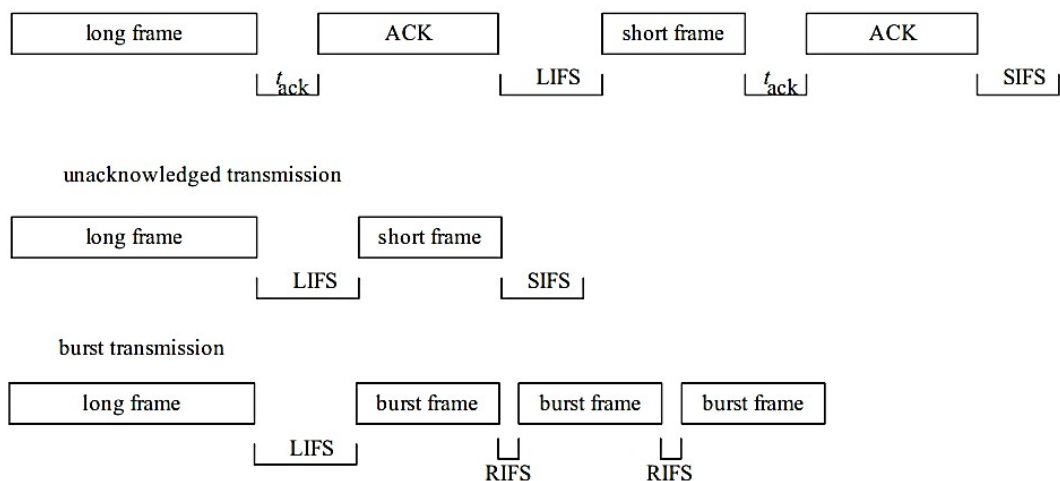 long frame ACK short frame ACK
t_ack LIFS t_ack SIFS
unacknowledged transmission
long frame short frame
LIFS SIFS
burst transmission
long frame burst frame burst frame burst frame
LIFS RIFS RIFS